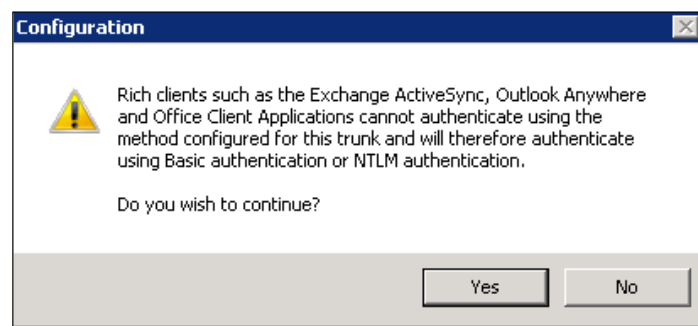 Configuration
Rich clients such as the Exchange ActiveSync, Outlook Anywhere
and Office Client Applications cannot authenticate using the
method configured for this trunk and will therefore authenticate
using Basic authentication or NTLM authentication.
Do you wish to continue?
Yes
No